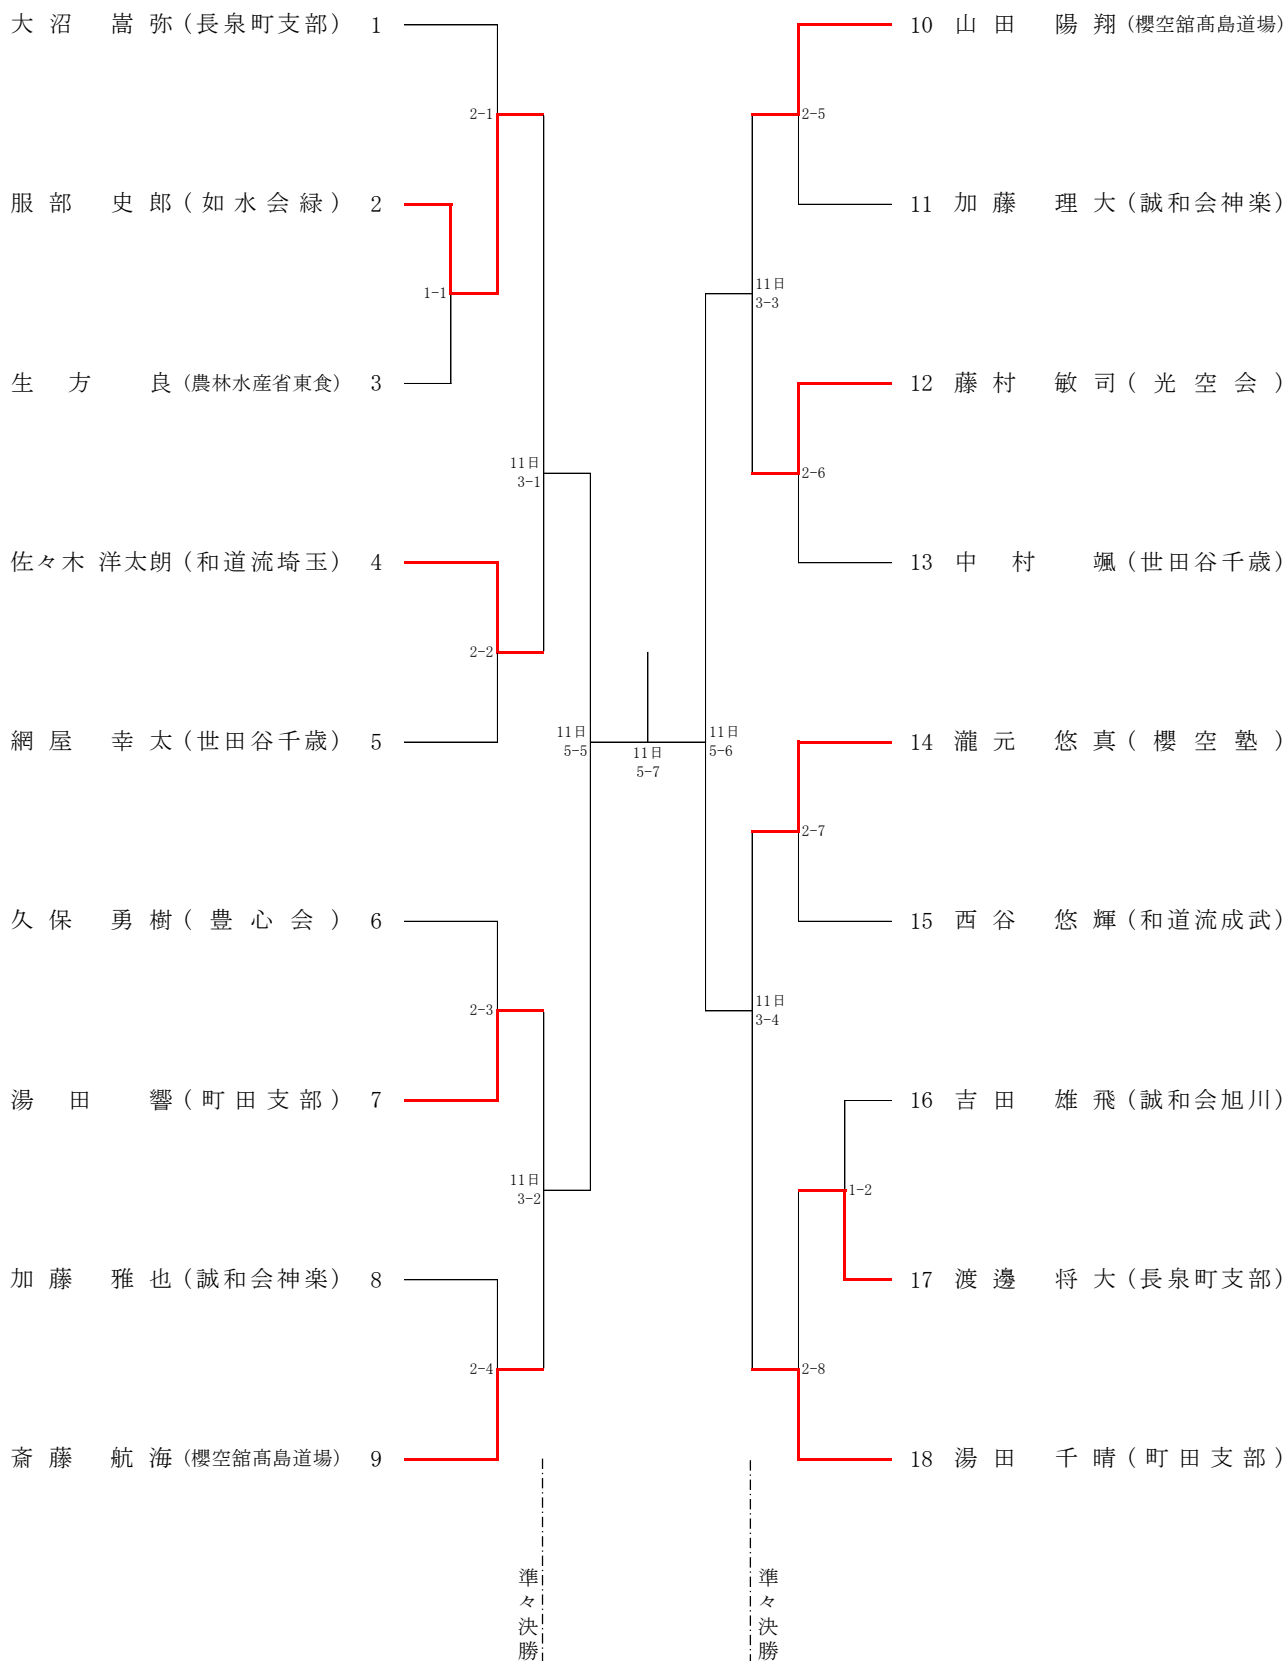 大沼 嵩弥 (長泉町支部) 1
2-1
服部 史郎 (如水会緑) 2
1-1
生方 良 (農林水産省東食) 3
11日
3-1
佐々木 洋太朗 (和道流埼玉) 4
2-2
網屋 幸太 (世田谷千歳) 5
11日
5-5
久保 勇樹 (豊心会) 6
2-3
湯田 響 (町田支部) 7
11日
3-2
加藤 雅也 (誠和会神楽) 8
2-4
斎藤 航海 (櫻空舘髙島道場) 9
準々決勝
11日
5-7
10 山田 陽翔 (櫻空舘髙島道場)
2-5
11 加藤 理大 (誠和会神楽)
11日
3-3
12 藤村 敏司 (光空会)
2-6
13 中村 颯 (世田谷千歳)
11日
5-6
14 瀧元 悠真 (櫻空塾)
2-7
15 西谷 悠輝 (和道流成武)
11日
3-4
16 吉田 雄飛 (誠和会旭川)
1-2
17 渡邊 将大 (長泉町支部)
2-8
18 湯田 千晴 (町田支部)
準々決勝